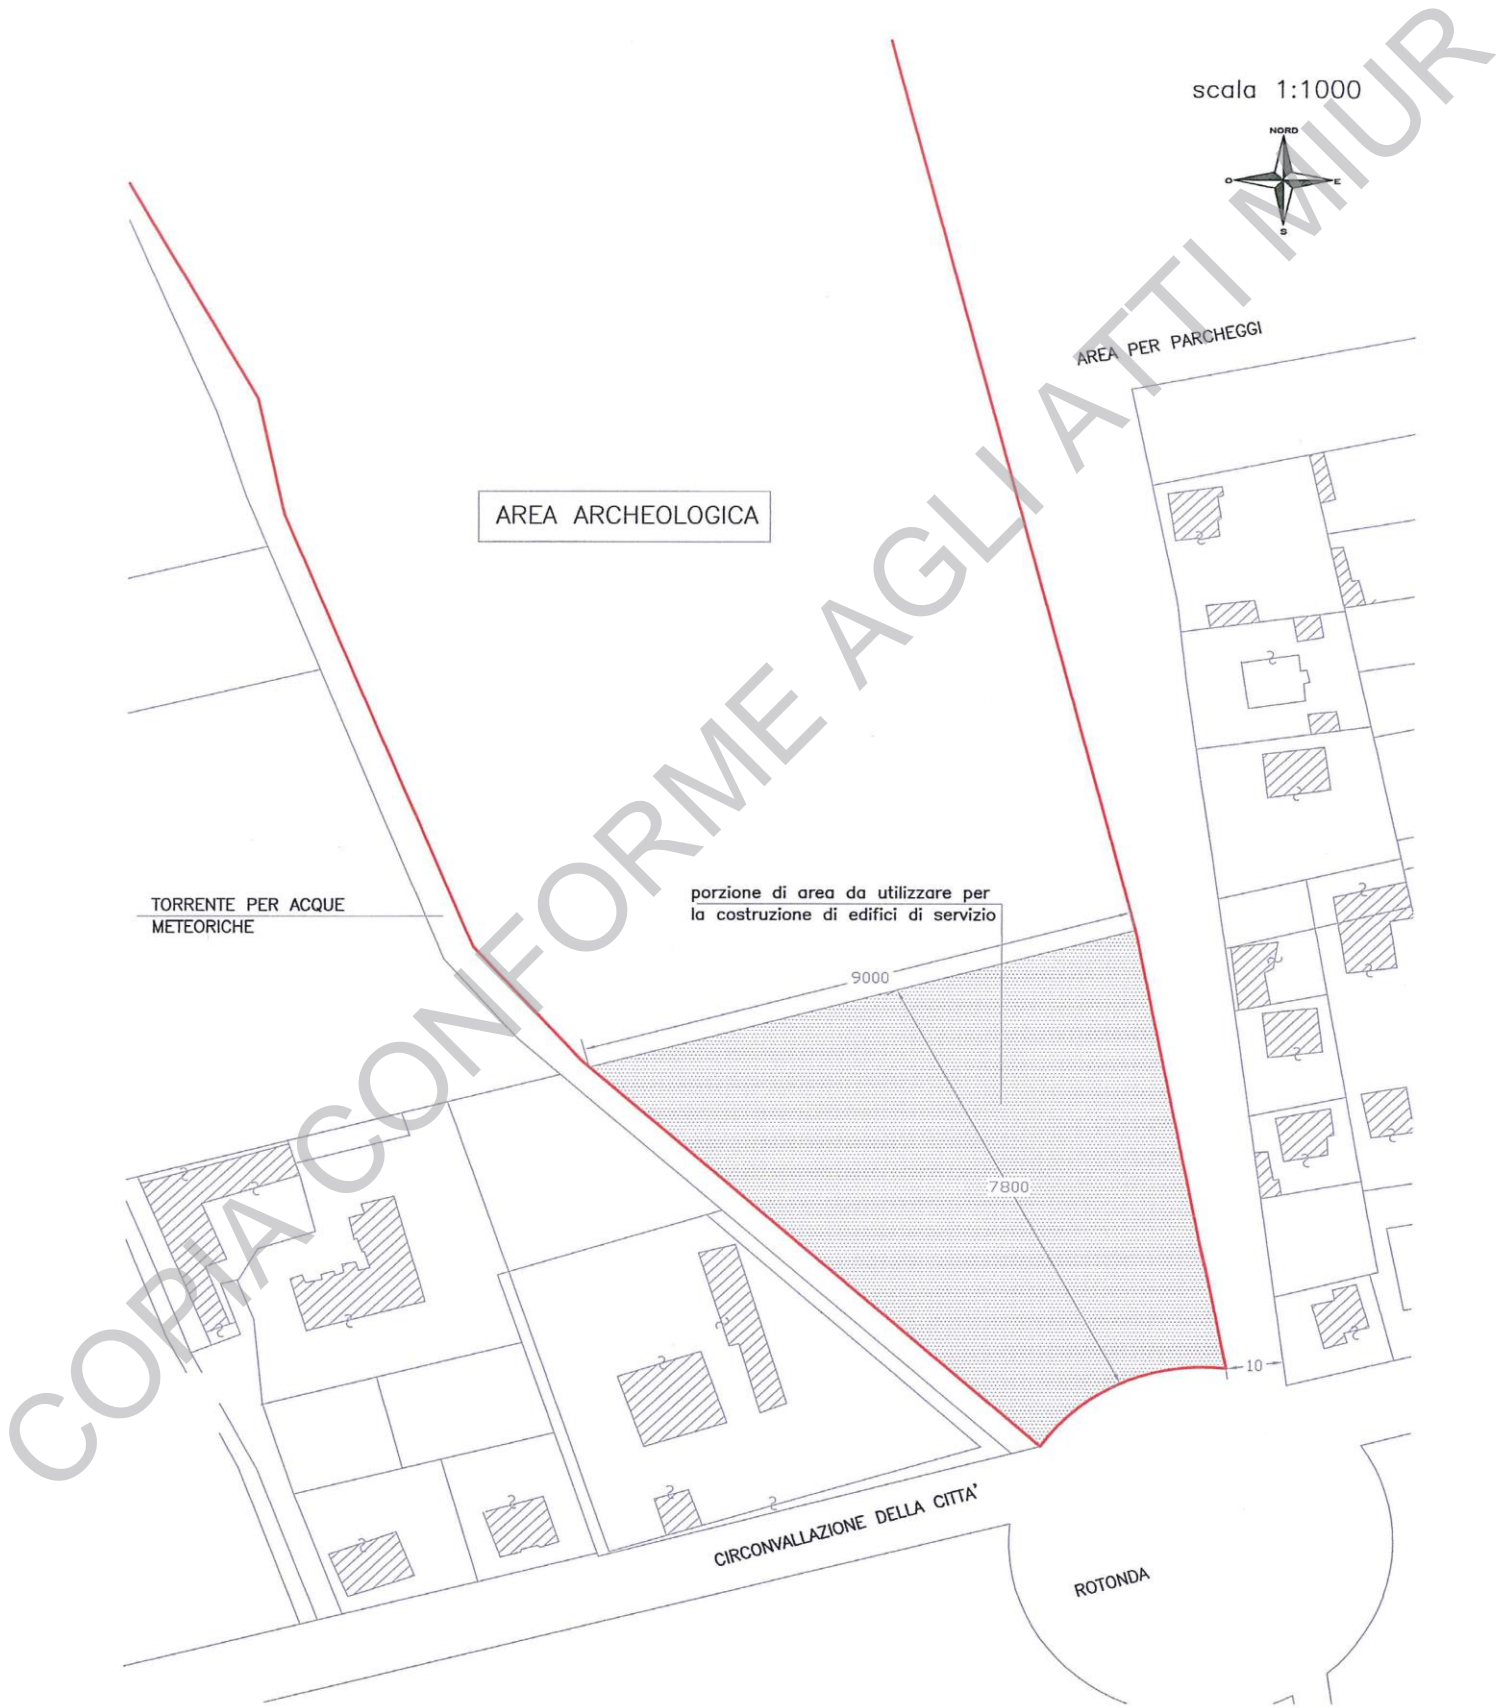 scala 1:1000
NORD
O
E
S
AREA PER PARCHEGGI
AREA ARCHEOLOGICA
porzione di area da utilizzare per
la costruzione di edifici di servizio
TORRENTE PER ACQUE
METEORICHE
9000
7800
10
CIRCONVALLAZIONE DELLA CITTA'
ROTONDA
COPIA CONFORME AGLI ATTI MIUR